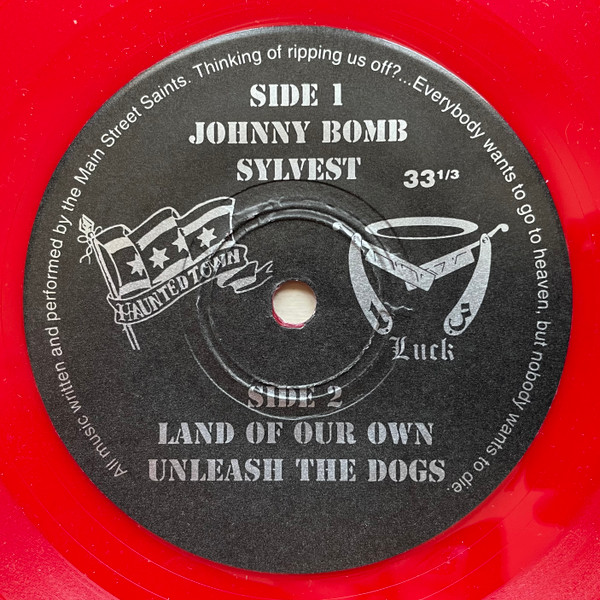 All music written and performed by the Main Street Saints. Thinking of ripping us off?...Everybody wants to go to heaven, but nobody wants to die.
SIDE 1
JOHNNY BOMB
SYLVEST
33 1/3
HAUNTED TOWN
Luck
SIDE 2
LAND OF OUR OWN
UNLEASH THE DOGS